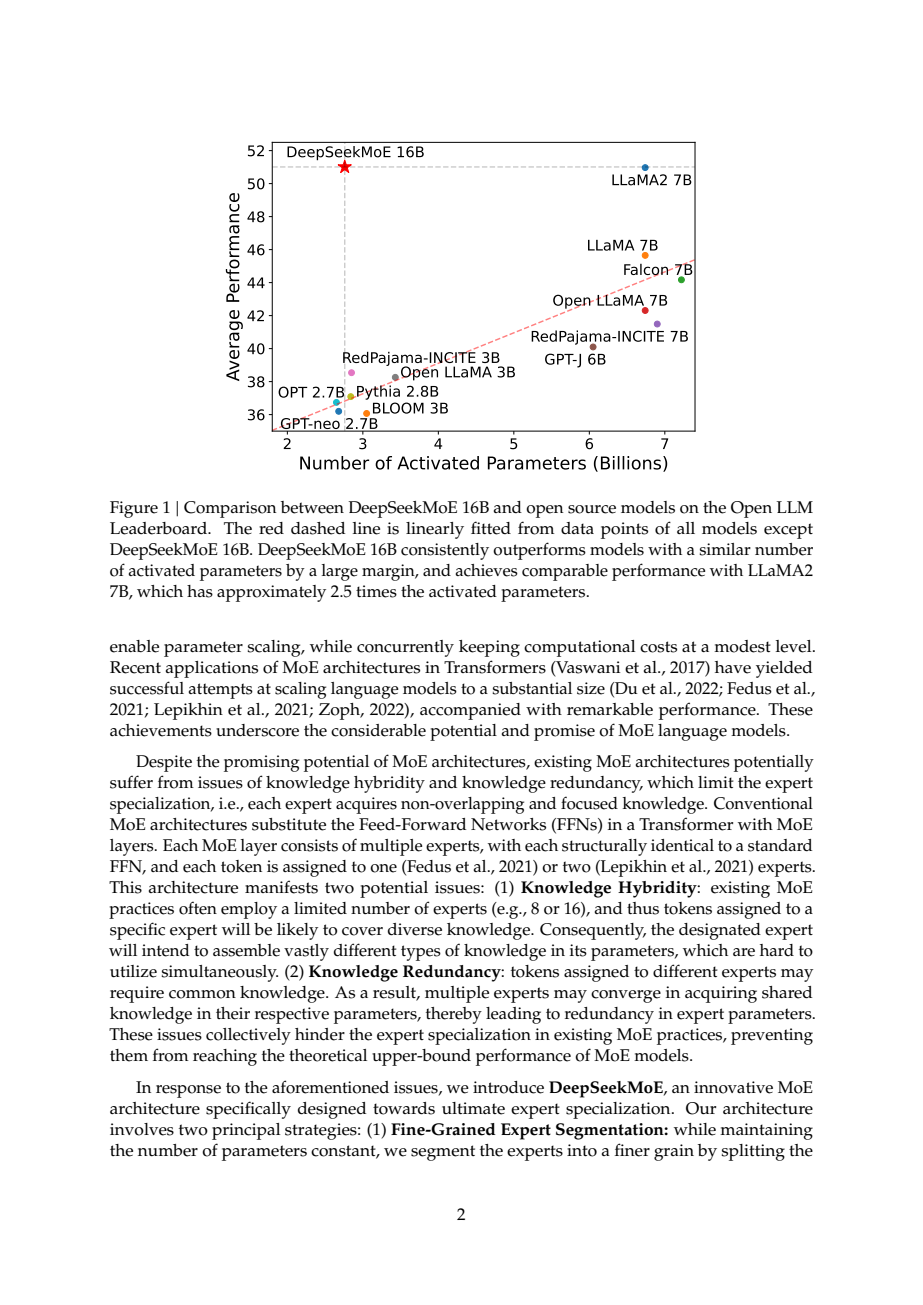 52
50
48
46
44
42
40
38
36
Average Performance
DeepSeekMoE 16B
LLaMA2 7B
LLaMA 7B
Falcon 7B
Open LLaMA 7B
RedPajama-INCITE 7B
GPT-J 6B
RedPajama-INCITE 3B
Open LLaMA 3B
OPT 2.7B
Pythia 2.8B
BLOOM 3B
GPT-neo 2.7B
2 3 4 5 6 7
Number of Activated Parameters (Billions)
Figure 1 | Comparison between DeepSeekMoE 16B and open source models on the Open LLM
Leaderboard. The red dashed line is linearly fitted from data points of all models except
DeepSeekMoE 16B. DeepSeekMoE 16B consistently outperforms models with a similar number
of activated parameters by a large margin, and achieves comparable performance with LLaMA2
7B, which has approximately 2.5 times the activated parameters.
enable parameter scaling, while concurrently keeping computational costs at a modest level.
Recent applications of MoE architectures in Transformers (Vaswani et al., 2017) have yielded
successful attempts at scaling language models to a substantial size (Du et al., 2022; Fedus et al.,
2021; Lepikhin et al., 2021; Zoph, 2022), accompanied with remarkable performance. These
achievements underscore the considerable potential and promise of MoE language models.
Despite the promising potential of MoE architectures, existing MoE architectures potentially
suffer from issues of knowledge hybridity and knowledge redundancy, which limit the expert
specialization, i.e., each expert acquires non-overlapping and focused knowledge. Conventional
MoE architectures substitute the Feed-Forward Networks (FFNs) in a Transformer with MoE
layers. Each MoE layer consists of multiple experts, with each structurally identical to a standard
FFN, and each token is assigned to one (Fedus et al., 2021) or two (Lepikhin et al., 2021) experts.
This architecture manifests two potential issues: (1) Knowledge Hybridity: existing MoE
practices often employ a limited number of experts (e.g., 8 or 16), and thus tokens assigned to a
specific expert will be likely to cover diverse knowledge. Consequently, the designated expert
will intend to assemble vastly different types of knowledge in its parameters, which are hard to
utilize simultaneously. (2) Knowledge Redundancy: tokens assigned to different experts may
require common knowledge. As a result, multiple experts may converge in acquiring shared
knowledge in their respective parameters, thereby leading to redundancy in expert parameters.
These issues collectively hinder the expert specialization in existing MoE practices, preventing
them from reaching the theoretical upper-bound performance of MoE models.
In response to the aforementioned issues, we introduce DeepSeekMoE, an innovative MoE
architecture specifically designed towards ultimate expert specialization. Our architecture
involves two principal strategies: (1) Fine-Grained Expert Segmentation: while maintaining
the number of parameters constant, we segment the experts into a finer grain by splitting the
2